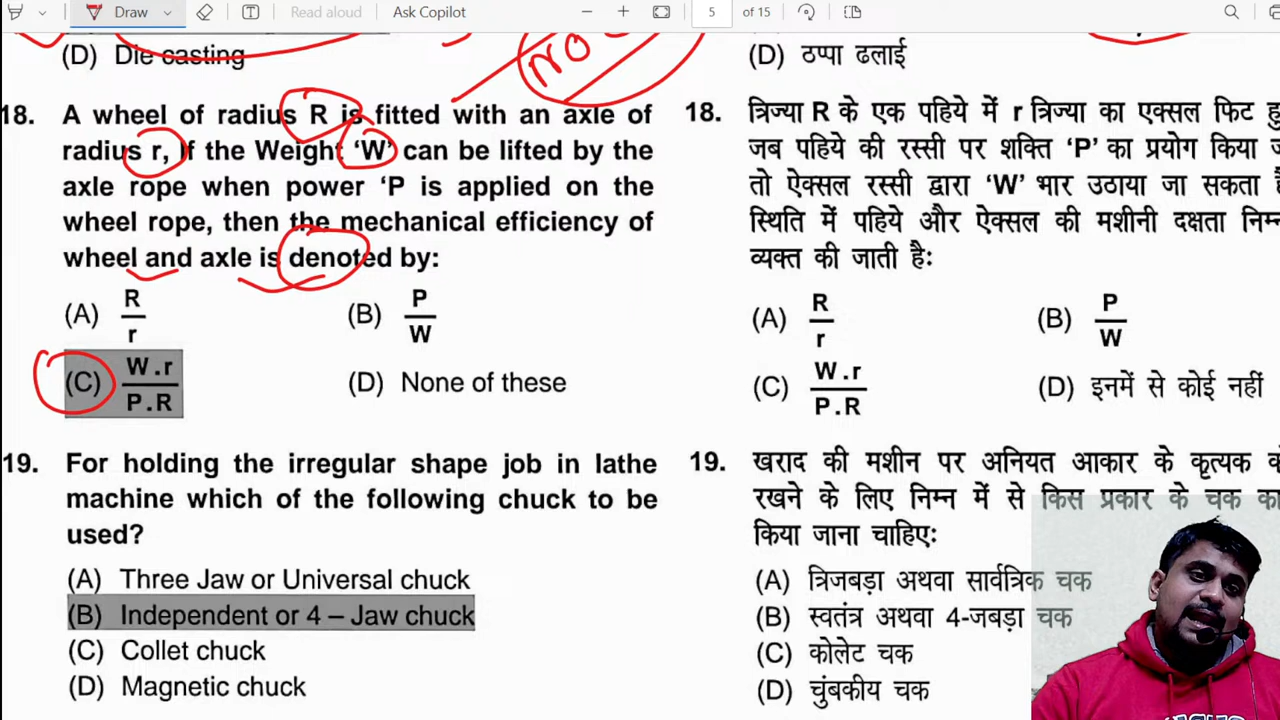 Draw
Read aloud
Ask Copilot
5 of 15
(D) Die casting
NO
(D) ठप्पा ढलाई
18. A wheel of radius R is fitted with an axle of
radius r, If the Weight ‘W’ can be lifted by the
axle rope when power ‘P is applied on the
wheel rope, then the mechanical efficiency of
wheel and axle is denoted by:
(A) R/r (B) P/W
(C) W.r/P.R (D) None of these
18. त्रिज्या R के एक पहिये में r त्रिज्या का एक्सल फिट
जब पहिये की रस्सी पर शक्ति ‘P’ का प्रयोग किया
तो ऐक्सल रस्सी द्वारा ‘W’ भार उठाया जा सकता
स्थिति में पहिये और ऐक्सल की मशीनी दक्षता निम्न
व्यक्त की जाती हैः
(A) R/r (B) P/W
(C) W.r/P.R (D) इनमें से कोई नहीं
19. For holding the irregular shape job in lathe
machine which of the following chuck to be
used?
(A) Three Jaw or Universal chuck
(B) Independent or 4 – Jaw chuck
(C) Collet chuck
(D) Magnetic chuck
19. खराद की मशीन पर अनियत आकार के कृत्यक
रखने के लिए निम्न में से किस प्रकार के चक
किया जाना चाहिएः
(A) त्रिजबड़ा अथवा सार्वत्रिक चक
(B) स्वतंत्र अथवा 4-जबड़ा चक
(C) कोलेट चक
(D) चुंबकीय चक